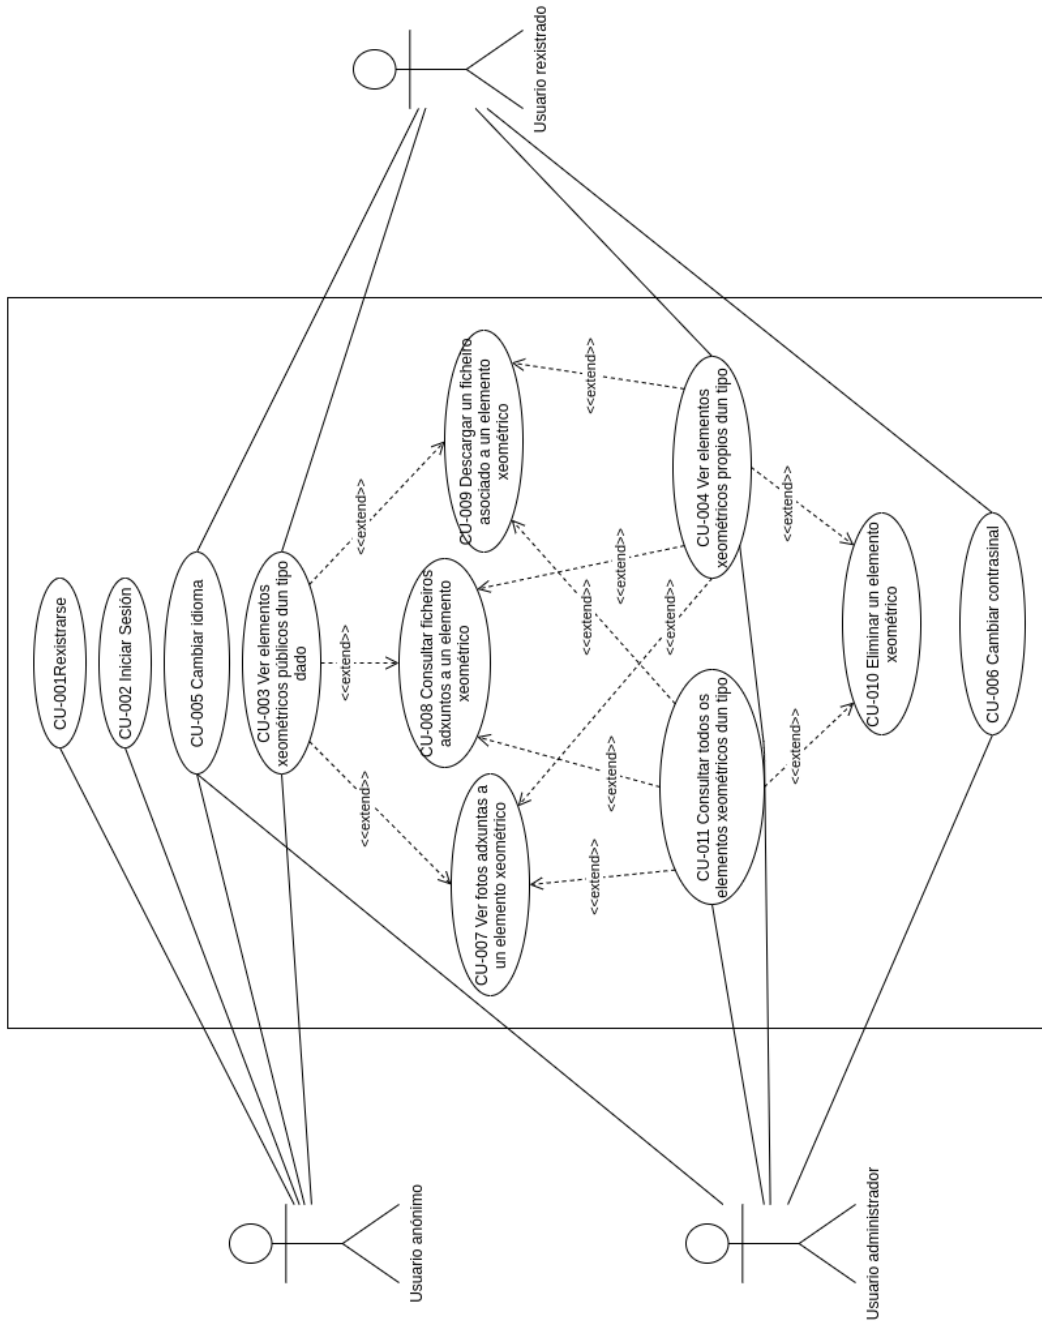 CU-001Rexistrarse
CU-002 Iniciar Sesión
CU-005 Cambiar idioma
CU-003 Ver elementos
xeométricos públicos dun tipo
dado
<<extend>>
<<extend>>
<<extend>>
CU-007 Ver fotos adxuntas a
un elemento xeométrico
CU-008 Consultar ficheiros
adxuntos a un elemento
xeométrico
CU-009 Descargar un ficheiro
asociado a un elemento
xeométrico
<<extend>>
<<extend>>
<<extend>>
<<extend>>
<<extend>>
<<extend>>
CU-011 Consultar todos os
elementos xeométricos dun tipo
CU-004 Ver elementos
xeométricos propios dun tipo
<<extend>>
<<extend>>
CU-010 Eliminar un elemento
xeométrico
CU-006 Cambiar contrasinal
Usuario anónimo
Usuario administrador
Usuario rexistrado